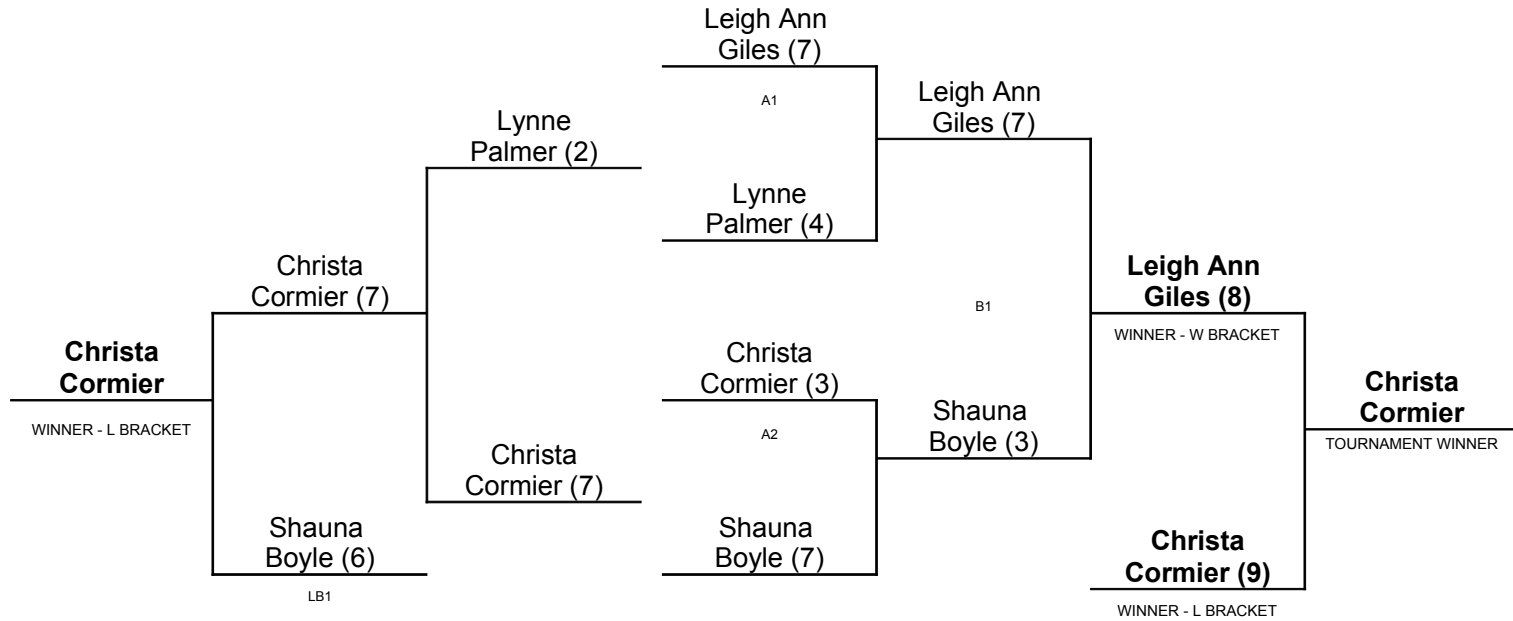 Leigh Ann
Giles (7)
A1
Lynne
Palmer (2)
Leigh Ann
Giles (7)
Lynne
Palmer (4)
Christa
Cormier (7)
B1
Leigh Ann
Giles (8)
WINNER - W BRACKET
Christa
Cormier
WINNER - L BRACKET
Christa
Cormier (3)
A2
Christa
Cormier
TOURNAMENT WINNER
Shauna
Boyle (3)
Christa
Cormier (7)
Shauna
Boyle (6)
LB1
Shauna
Boyle (7)
Christa
Cormier (9)
WINNER - L BRACKET